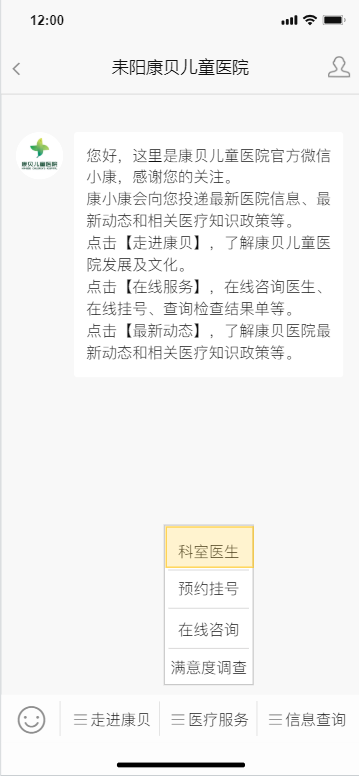 12:00
耒阳康贝儿童医院
康贝儿童医院
您好，这里是康贝儿童医院官方微信
小康，感谢您的关注。
康小康会向您投递最新医院信息、最
新动态和相关医疗知识政策等。
点击【走进康贝】，了解康贝儿童医
院发展及文化。
点击【在线服务】，在线咨询医生、
在线挂号、查询检查结果单等。
点击【最新动态】，了解康贝医院最
新动态和相关医疗知识政策等。
科室医生
预约挂号
在线咨询
满意度调查
走进康贝
医疗服务
信息查询